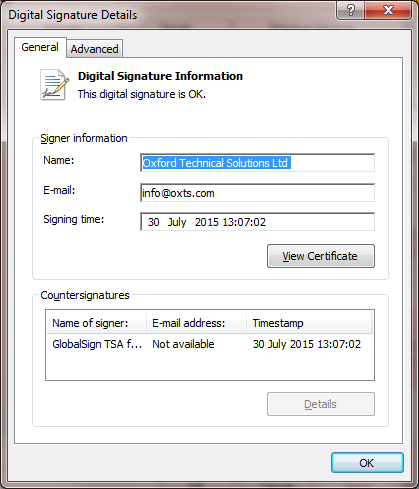 Digital Signature Details
General Advanced
Digital Signature Information
This digital signature is OK.
Signer information
Name: Oxford Technical Solutions Ltd
E-mail: info@oxts.com
Signing time: 30 July 2015 13:07:02
View Certificate
Countersignatures
Name of signer: E-mail address: Timestamp
GlobalSign TSA f... Not available 30 July 2015 13:07:02
Details
OK